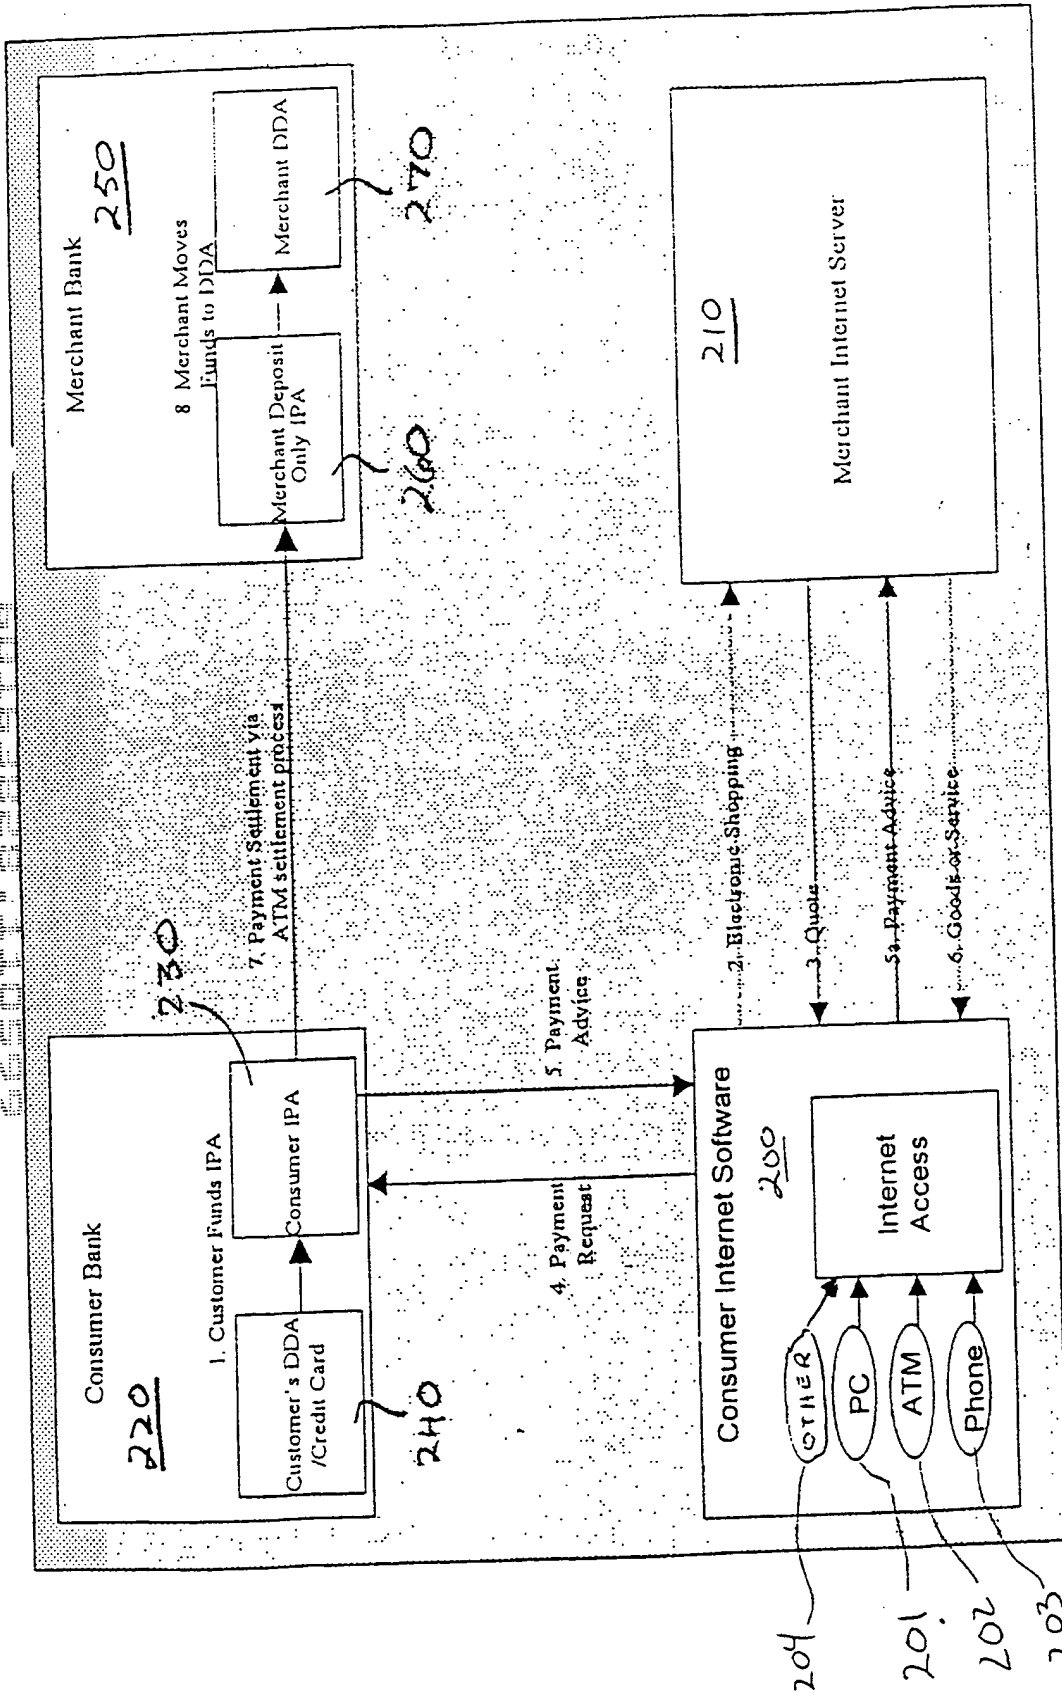 Consumer Bank
220
1. Customer Funds IPA
Customer's DDA
/Credit Card
Consumer IPA
230
240
7. Payment Settlement via
ATM settlement process
Merchant Bank
250
8 Merchant Moves
Funds to DDA
Merchant Deposit
Only IPA
Merchant DDA
260
270
4. Payment
Request
5. Payment
Advice
Consumer Internet Software
200
OTHER
PC
ATM
Phone
Internet
Access
204
201
202
203
2. Electronic Shopping
3. Quote
5a. Payment Advice
6. Goods or Service
210
Merchant Internet Server